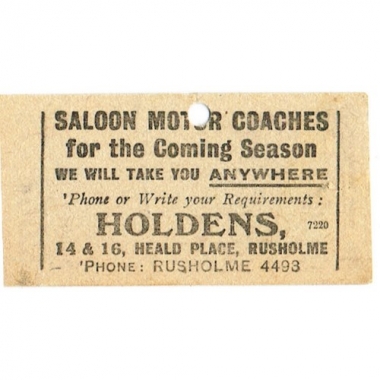 SALOON MOTOR COACHES
for the Coming Season
WE WILL TAKE YOU ANYWHERE
'Phone or Write your Requirements :
HOLDENS, 7220
14 & 16, HEALD PLACE, RUSHOLME
'PHONE: RUSHOLME 4493